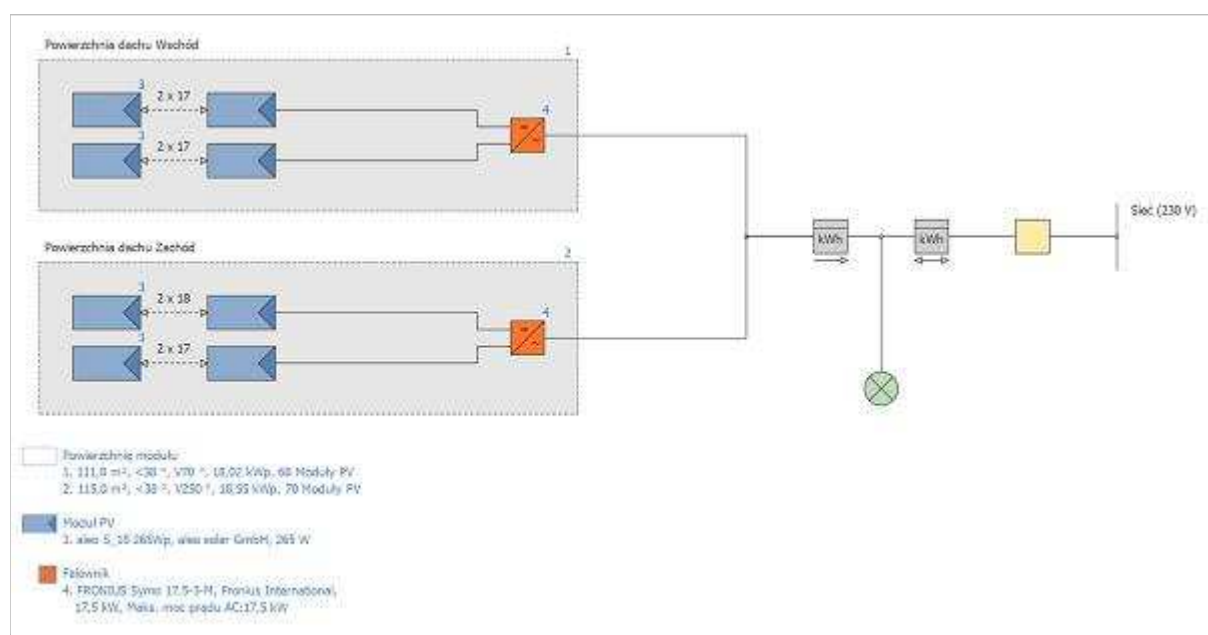 Powierzchnia dachu Wschód
1
3
2 x 17
4
3
2 x 17
Sieć (230 V)
kWh
kWh
Powierzchnia dachu Zachód
2
3
2 x 18
4
3
2 x 17
Powierzchnie modułu
1. 111,0 m², <38 °, V70 °, 18,02 kWp, 68 Moduły PV
2. 115,0 m², <38 °, V250 °, 18,55 kWp, 70 Moduły PV
Moduł PV
3. aleo S_18 265Wp, aleo solar GmbH, 265 W
Falownik
4. FRONIUS Symo 17.5-3-M, Fronius International,
17,5 kW, Maks. moc prądu AC:17,5 kW